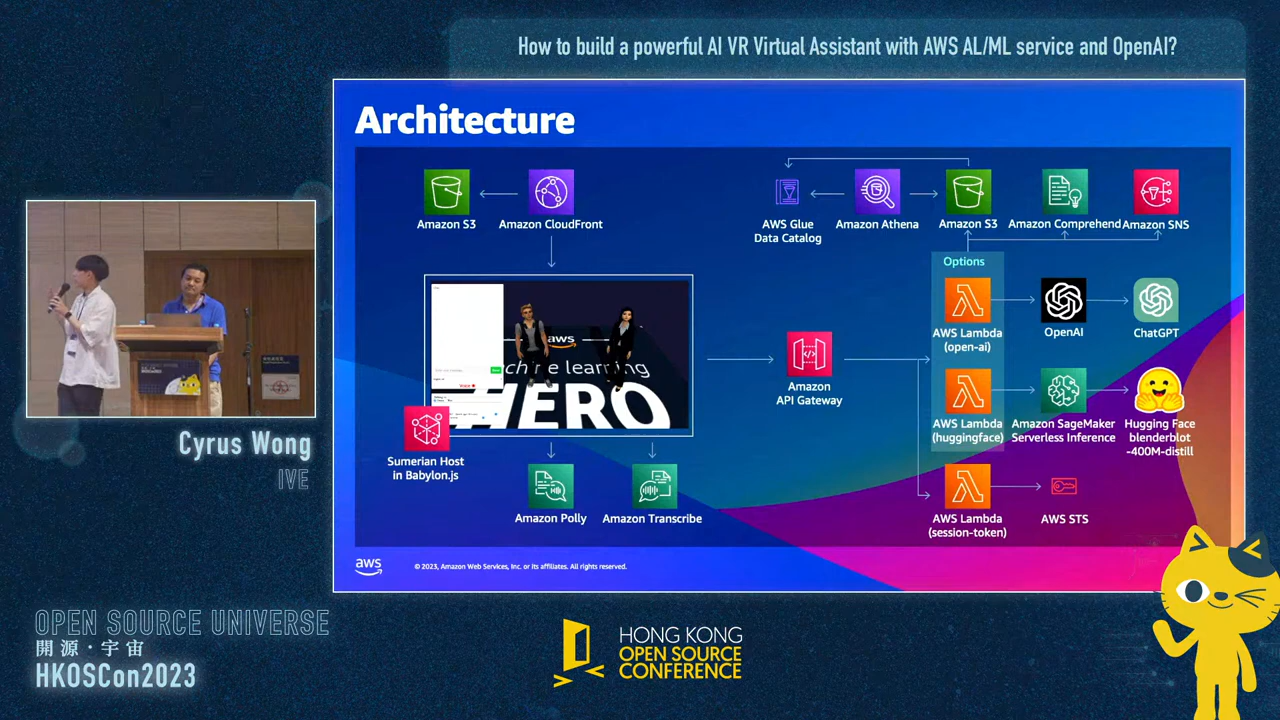 How to build a powerful AI VR Virtual Assistant with AWS AL/ML service and OpenAI?
Architecture
Amazon S3
Amazon CloudFront
AWS Glue
Data Catalog
Amazon Athena
Amazon S3
Amazon Comprehend
Amazon SNS
Options
AWS Lambda
(open-ai)
OpenAI
ChatGPT
aws
machine learning
HERO
Amazon
API Gateway
AWS Lambda
(huggingface)
Amazon SageMaker
Serverless Inference
Hugging Face
blenderblot
-400M-distill
Sumerian Host
in Babylon.js
Amazon Polly
Amazon Transcribe
AWS Lambda
(session-token)
AWS STS
aws
© 2023, Amazon Web Services, Inc. or its affiliates. All rights reserved.
Cyrus Wong
IVE
OPEN SOURCE UNIVERSE
開源·宇宙
HKOSCon2023
HONG KONG
OPEN SOURCE
CONFERENCE